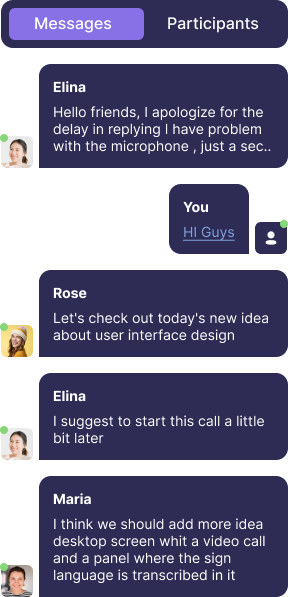 Messages
Participants
Elina
Hello friends, I apologize for the
delay in replying I have problem
with the microphone , just a sec..
You
HI Guys
Rose
Let's check out today's new idea
about user interface design
Elina
I suggest to start this call a little
bit later
Maria
I think we should add more idea
desktop screen whit a video call
and a panel where the sign
language is transcribed in it